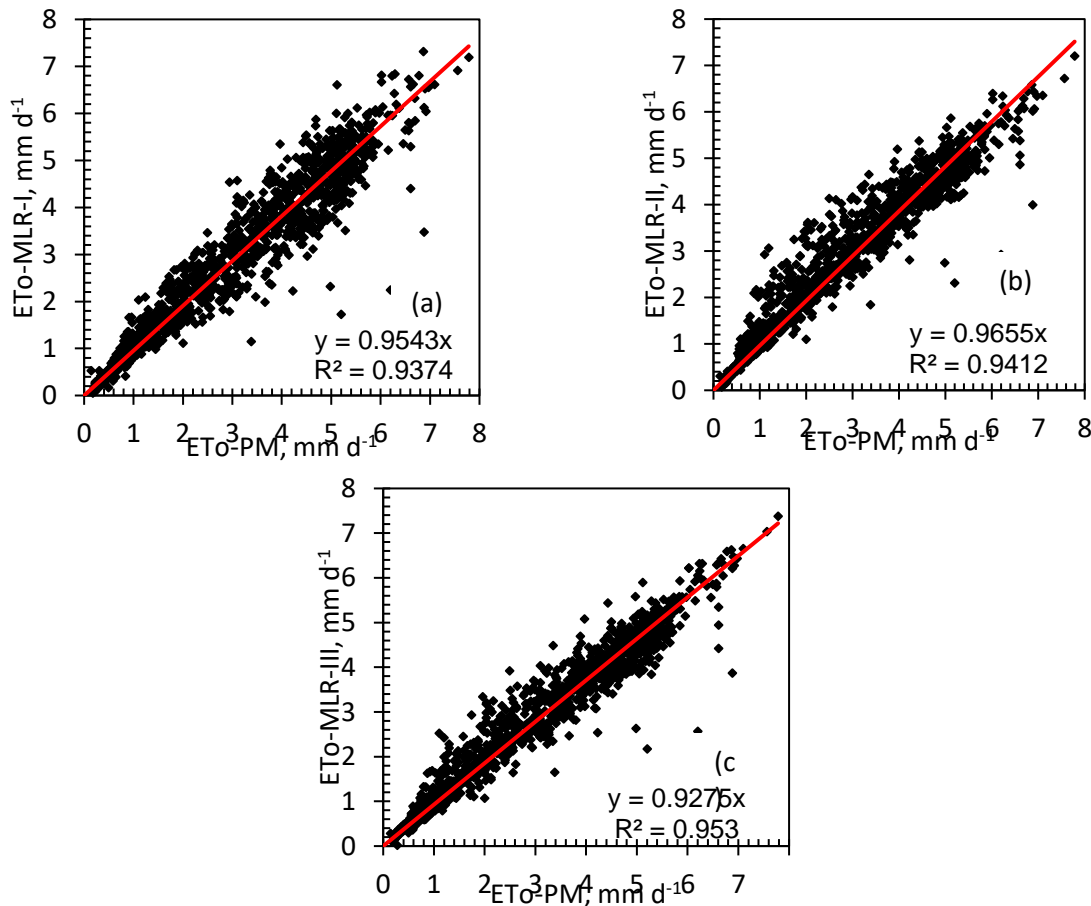 8
7
6
5
4
3
2
1
0
ETo-MLR-I, mm d-1
(a)
y = 0.9543x
R² = 0.9374
0 1 2 3 4 5 6 7 8
ETo-PM, mm d-1
8
7
6
5
4
3
2
1
0
ETo-MLR-II, mm d-1
(b)
y = 0.9655x
R² = 0.9412
0 1 2 3 4 5 6 7 8
ETo-PM, mm d-1
8
7
6
5
4
3
2
1
0
ETo-MLR-III, mm d-1
(c
)
y = 0.9275x
R² = 0.953
0 1 2 3 4 5 6 7
ETo-PM, mm d-1